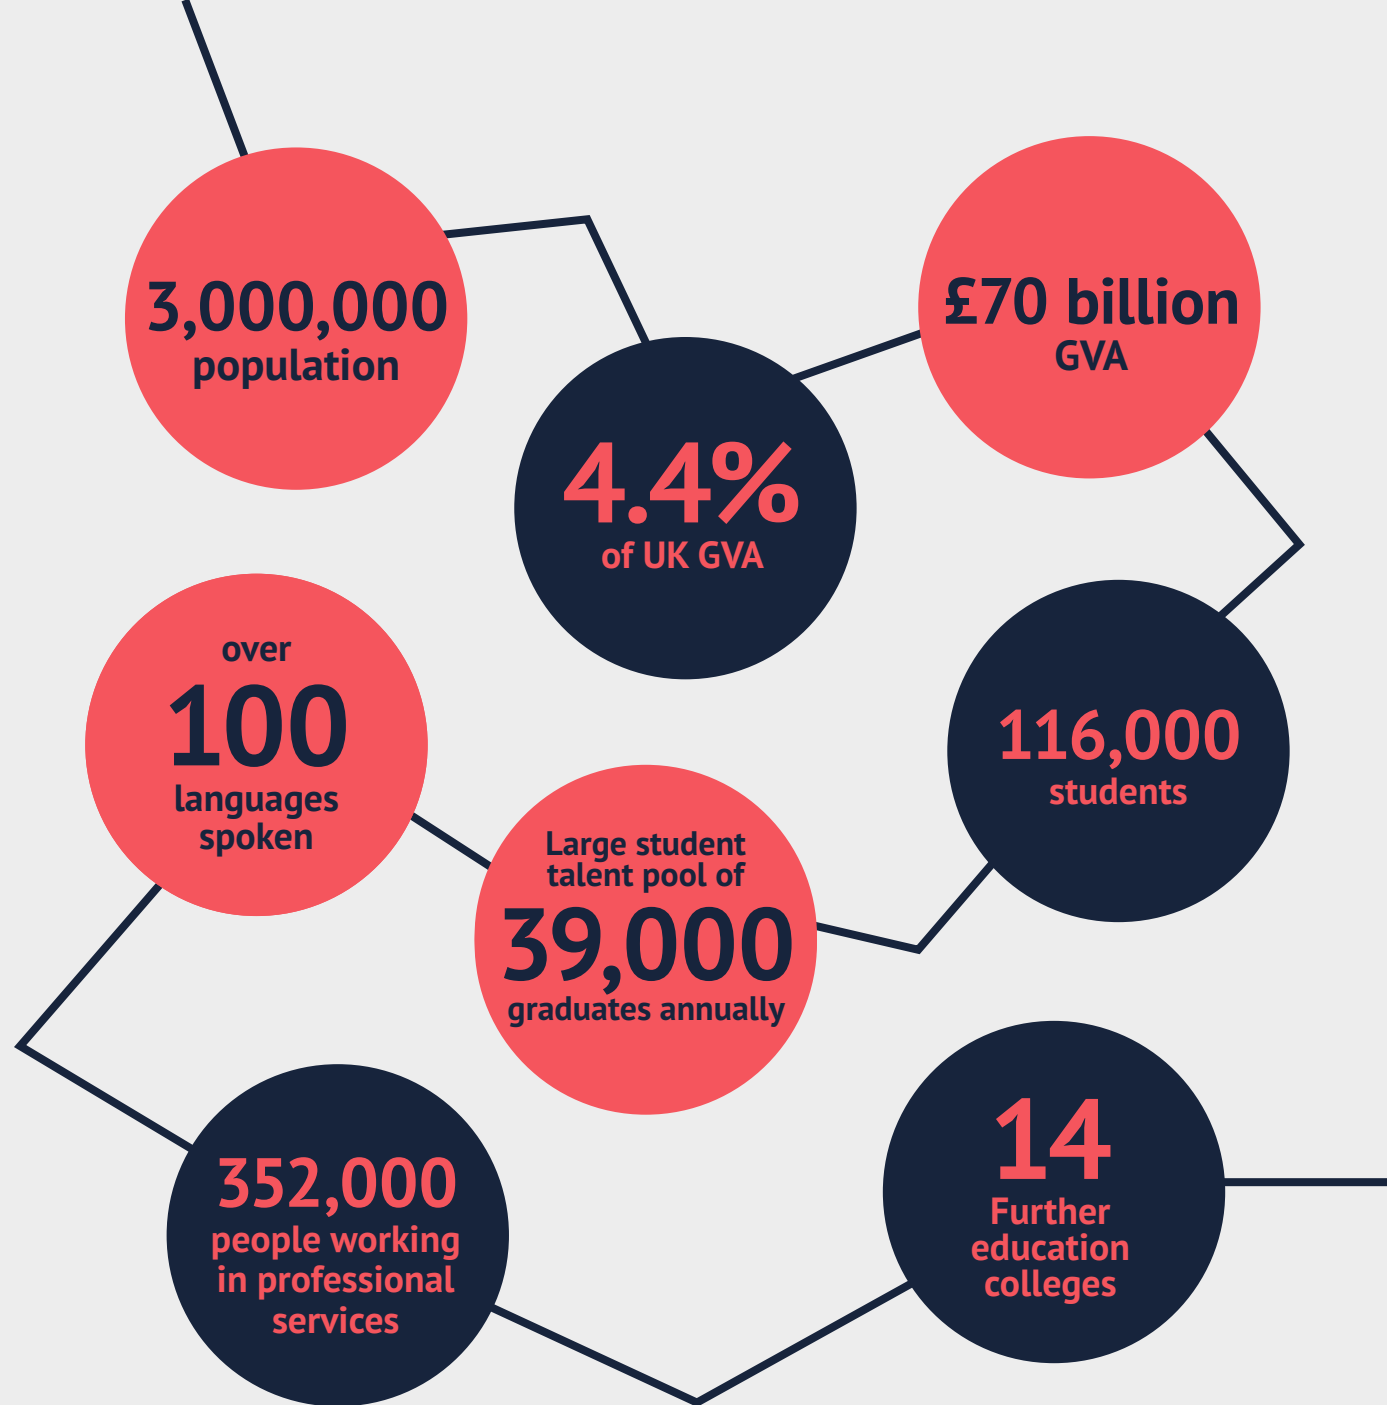 3,000,000
population
£70 billion
GVA
4.4%
of UK GVA
over
100
languages
spoken
116,000
students
Large student
talent pool of
39,000
graduates annually
352,000
people working
in professional
services
14
Further
education
colleges